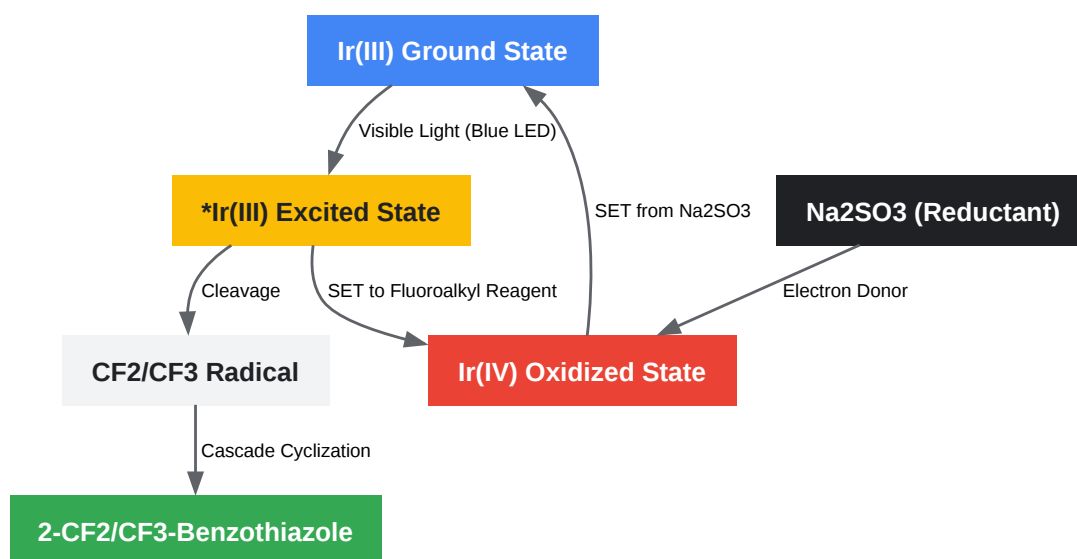 Ir(III) Ground State
Visible Light (Blue LED)
*Ir(III) Excited State
SET from Na2SO3
Na2SO3 (Reductant)
Cleavage
SET to Fluoroalkyl Reagent
Electron Donor
CF2/CF3 Radical
Ir(IV) Oxidized State
Cascade Cyclization
2-CF2/CF3-Benzothiazole